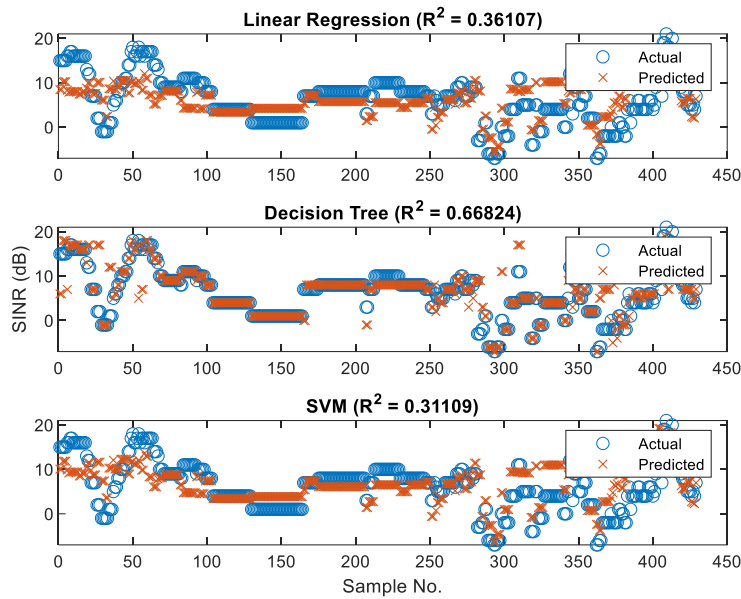 Linear Regression (R² = 0.36107)
20
10
0
Actual
Predicted
0 50 100 150 200 250 300 350 400 450
Decision Tree (R² = 0.66824)
SINR (dB)
20
10
0
Actual
Predicted
0 50 100 150 200 250 300 350 400 450
SVM (R² = 0.31109)
20
10
0
Actual
Predicted
0 50 100 150 200 250 300 350 400 450
Sample No.